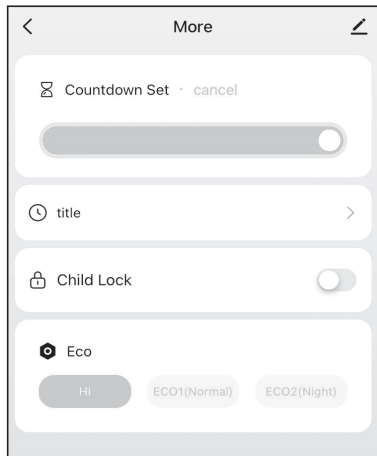 More
Countdown Set · cancel
title
Child Lock
Eco
HI ECO1(Normal) ECO2(Night)